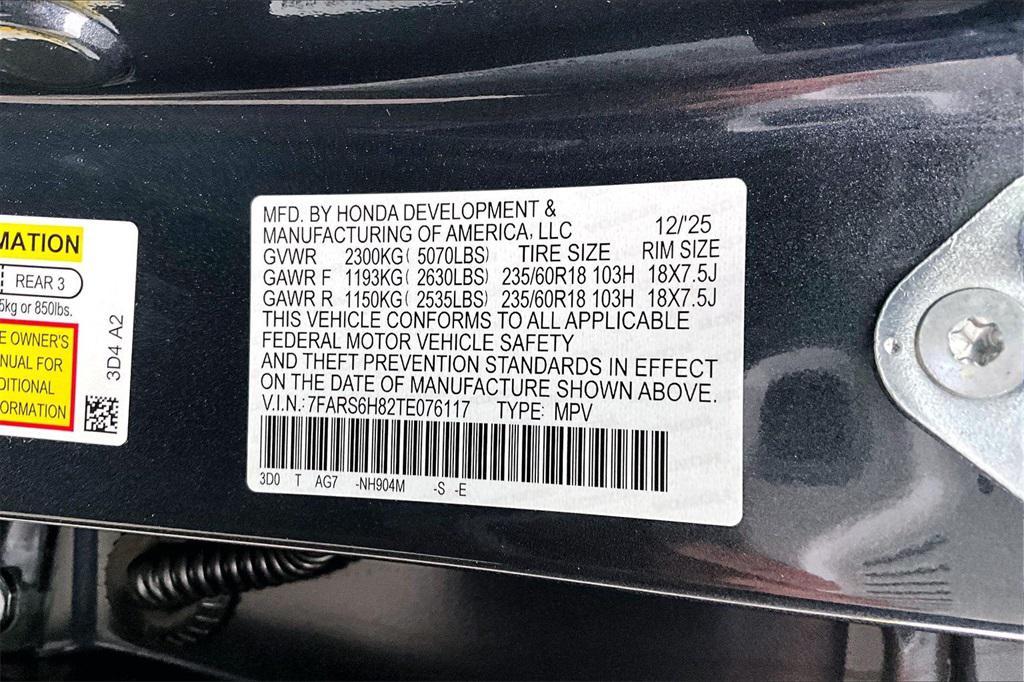 MATION
REAR 3
5kg or 850lbs.
E OWNER'S
NUAL FOR
DITIONAL
ORMATION
3D4 A2
MFD. BY HONDA DEVELOPMENT &
MANUFACTURING OF AMERICA, LLC 12/'25
GVWR 2300KG( 5070LBS) TIRE SIZE RIM SIZE
GAWR F 1193KG( 2630LBS) 235/60R18 103H 18X7.5J
GAWR R 1150KG( 2535LBS) 235/60R18 103H 18X7.5J
THIS VEHICLE CONFORMS TO ALL APPLICABLE
FEDERAL MOTOR VEHICLE SAFETY
AND THEFT PREVENTION STANDARDS IN EFFECT
ON THE DATE OF MANUFACTURE SHOWN ABOVE.
V.I.N.:7FARS6H82TE076117 TYPE: MPV
3D0 T AG7 -NH904M -S -E